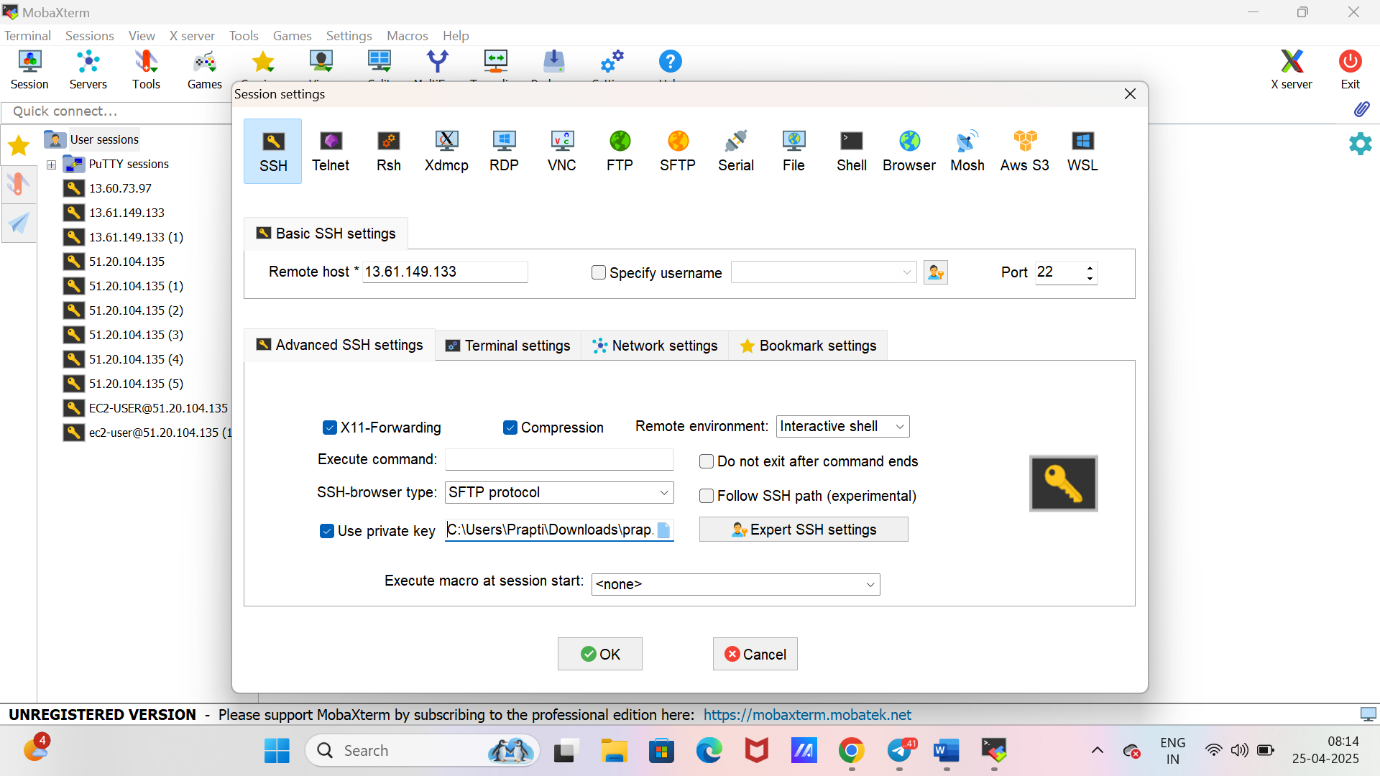 MobaXterm
Terminal Sessions View X server Tools Games Settings Macros Help
Session Servers Tools Games X server Exit
Quick connect...
User sessions
PuTTY sessions
13.60.73.97
13.61.149.133
13.61.149.133 (1)
51.20.104.135
51.20.104.135 (1)
51.20.104.135 (2)
51.20.104.135 (3)
51.20.104.135 (4)
51.20.104.135 (5)
EC2-USER@51.20.104.135
ec2-user@51.20.104.135 (1
Session settings
SSH Telnet Rsh Xdmcp RDP VNC FTP SFTP Serial File Shell Browser Mosh Aws S3 WSL
Basic SSH settings
Remote host * 13.61.149.133 Specify username Port 22
Advanced SSH settings Terminal settings Network settings Bookmark settings
X11-Forwarding Compression Remote environment: Interactive shell
Execute command: Do not exit after command ends
SSH-browser type: SFTP protocol Follow SSH path (experimental)
Use private key C:\Users\Prapti\Downloads\prap. Expert SSH settings
Execute macro at session start: <none>
OK Cancel
UNREGISTERED VERSION - Please support MobaXterm by subscribing to the professional edition here: https://mobaxterm.mobatek.net
4 Search 41 ENG IN 08:14
25-04-2025